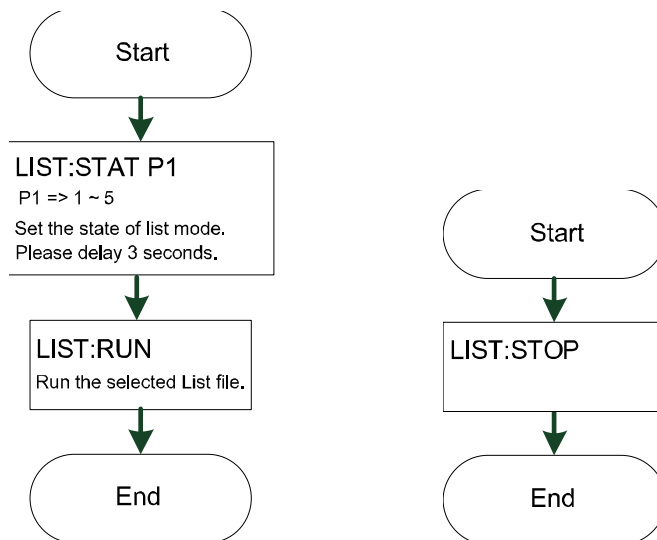 Start
LIST:STAT P1
P1 => 1 ~ 5
Set the state of list mode.
Please delay 3 seconds.
LIST:RUN
Run the selected List file.
End
Start
LIST:STOP
End